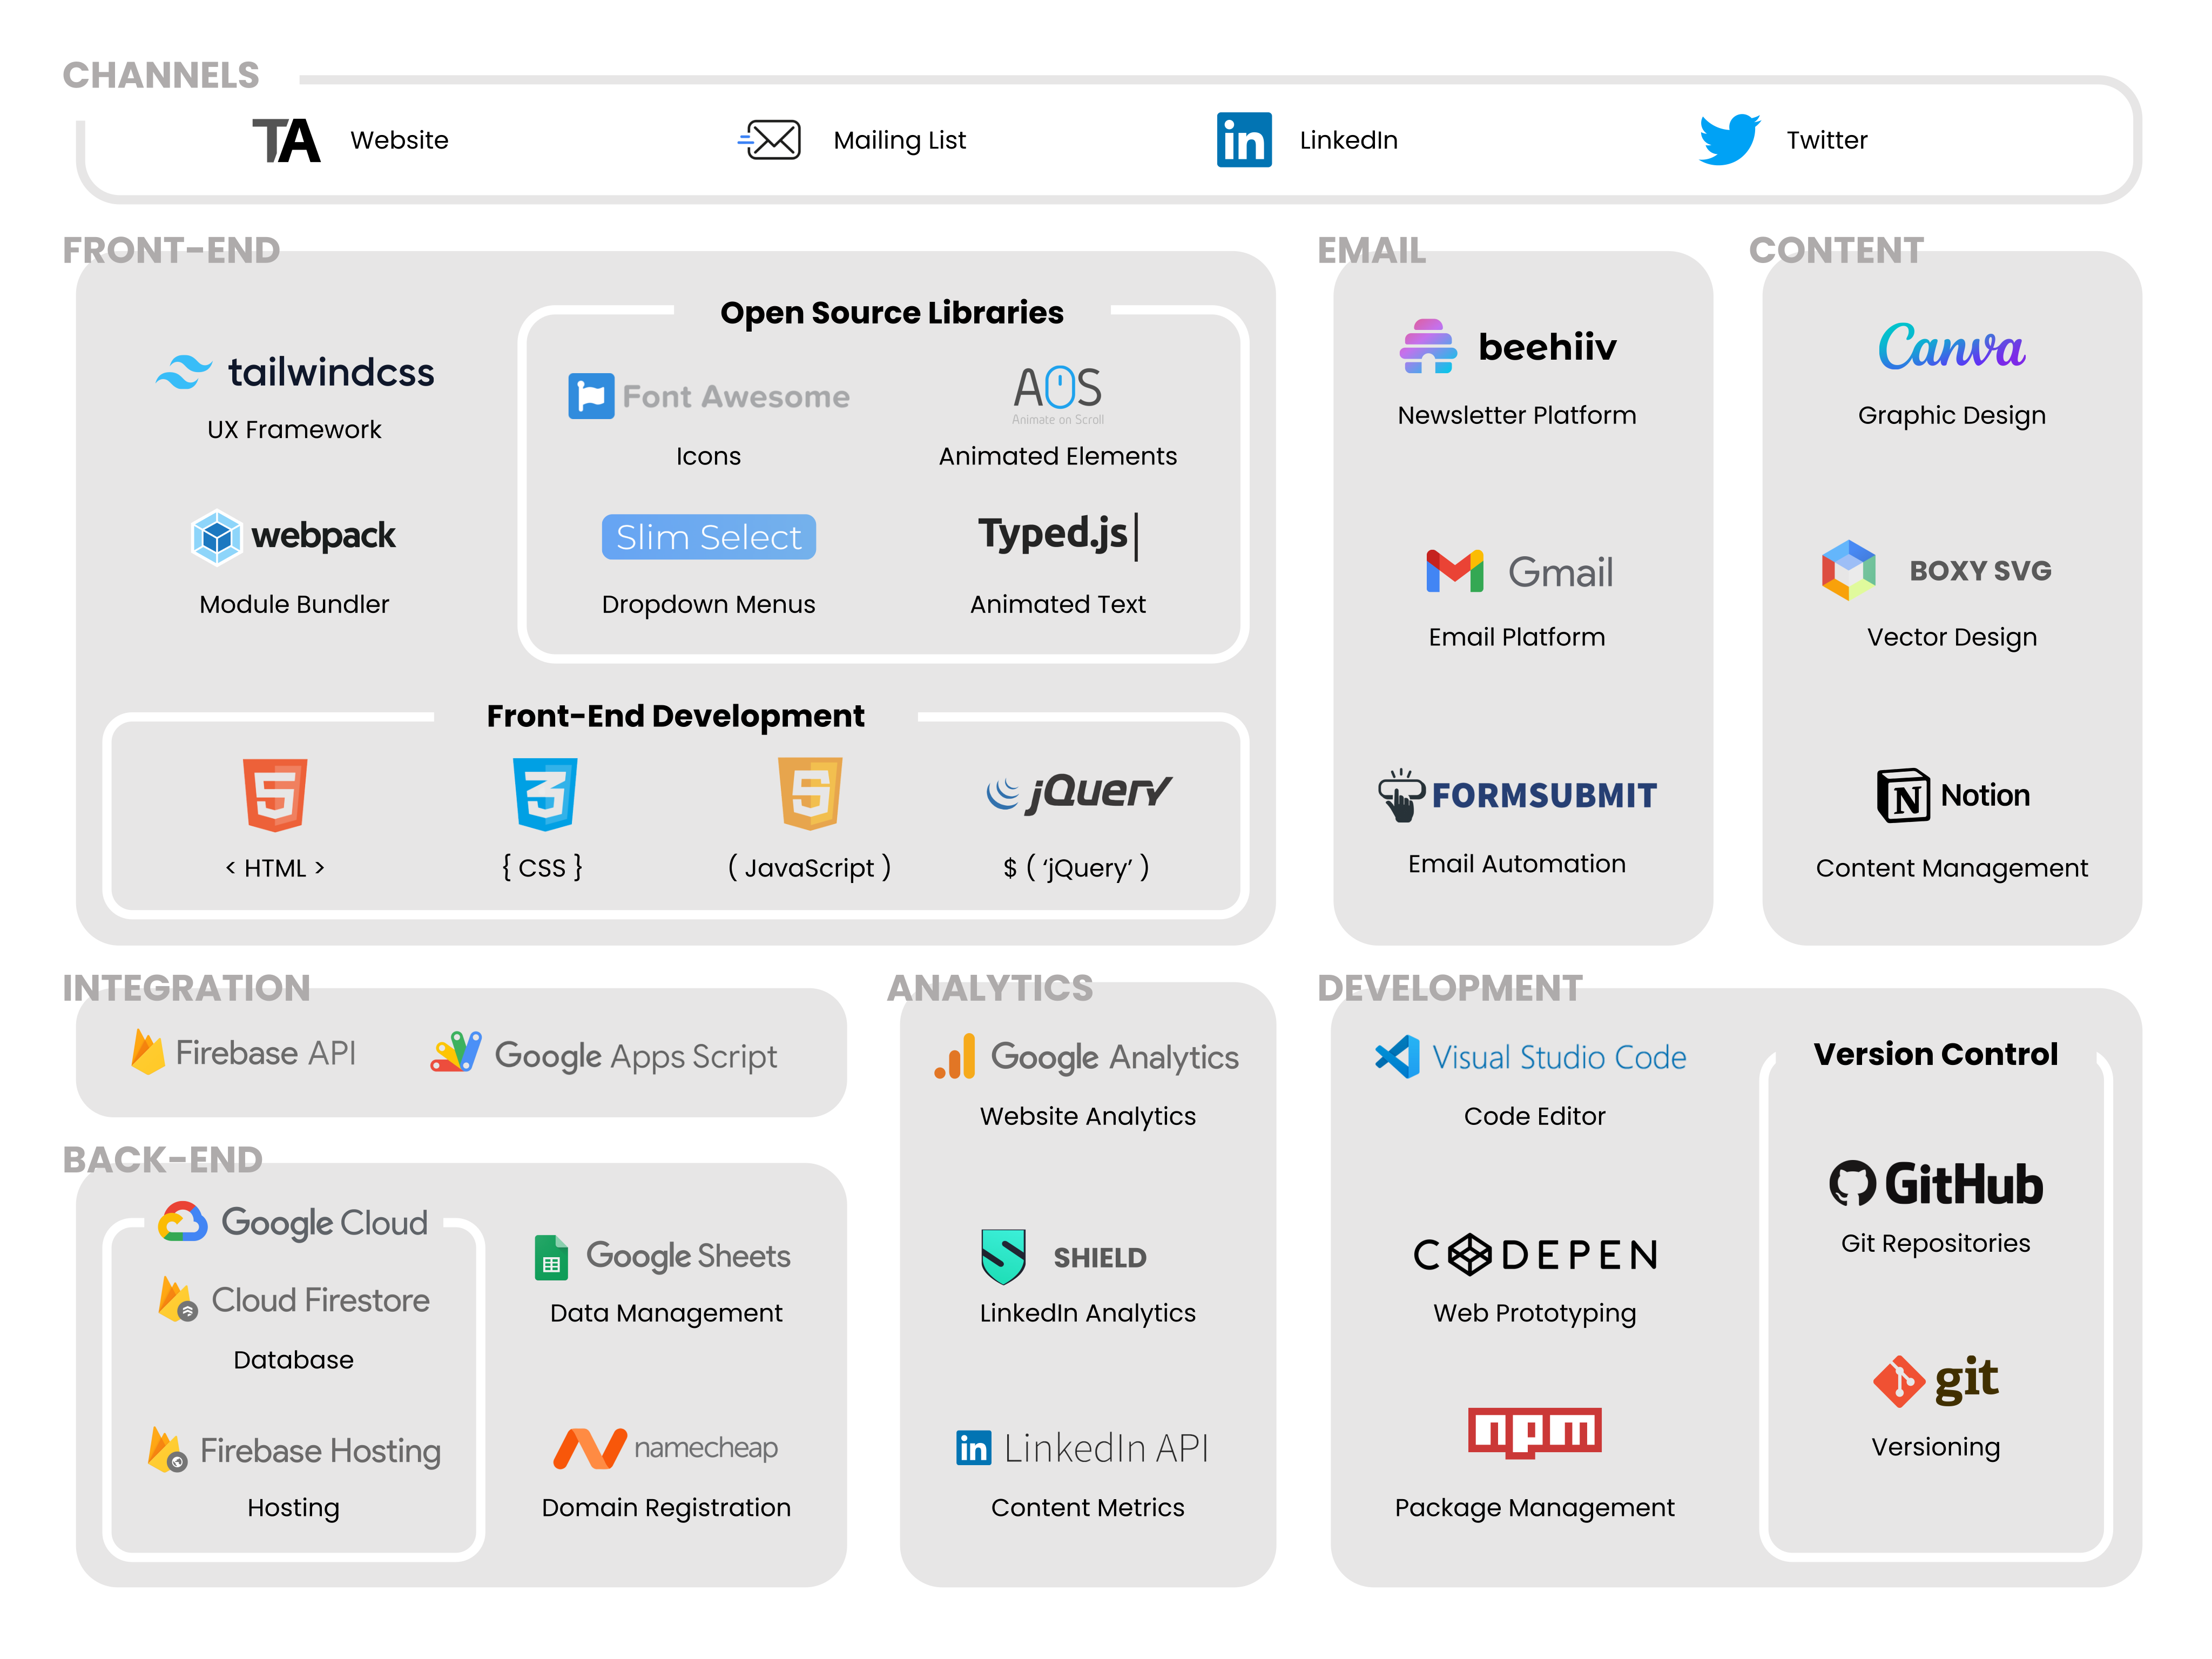 CHANNELS
TA Website
Mailing List
in LinkedIn
Twitter
FRONT-END
tailwindcss
UX Framework
webpack
Module Bundler
Open Source Libraries
Font Awesome
Icons
AOS
Animate on Scroll
Animated Elements
Slim Select
Dropdown Menus
Typed.js|
Animated Text
Front-End Development
5
< HTML >
3
{ CSS }
5
( JavaScript )
jQuery
$ ( ‘jQuery’ )
EMAIL
beehiiv
Newsletter Platform
Gmail
Email Platform
FORMSUBMIT
Email Automation
CONTENT
Canva
Graphic Design
BOXY SVG
Vector Design
N Notion
Content Management
INTEGRATION
Firebase API
Google Apps Script
BACK-END
Google Cloud
Cloud Firestore
Database
Firebase Hosting
Hosting
Google Sheets
Data Management
namecheap
Domain Registration
ANALYTICS
Google Analytics
Website Analytics
SHIELD
LinkedIn Analytics
in LinkedIn API
Content Metrics
DEVELOPMENT
Visual Studio Code
Code Editor
CODEPEN
Web Prototyping
npm
Package Management
Version Control
GitHub
Git Repositories
git
Versioning